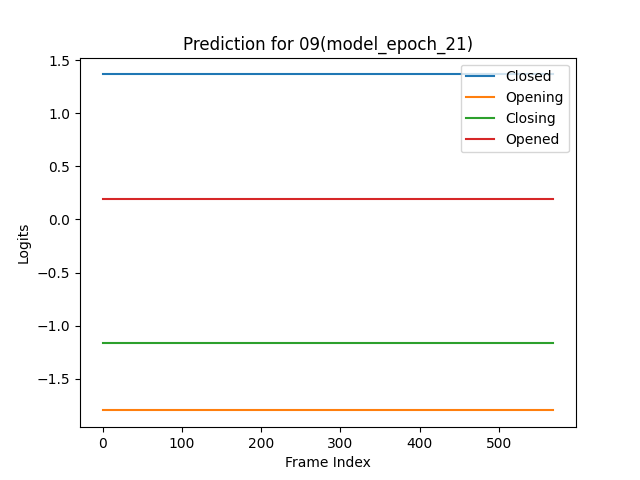 Prediction for 09(model_epoch_21)
Closed
Opening
Closing
Opened
Logits
1.5
1.0
0.5
0.0
−0.5
−1.0
−1.5
0 100 200 300 400 500
Frame Index